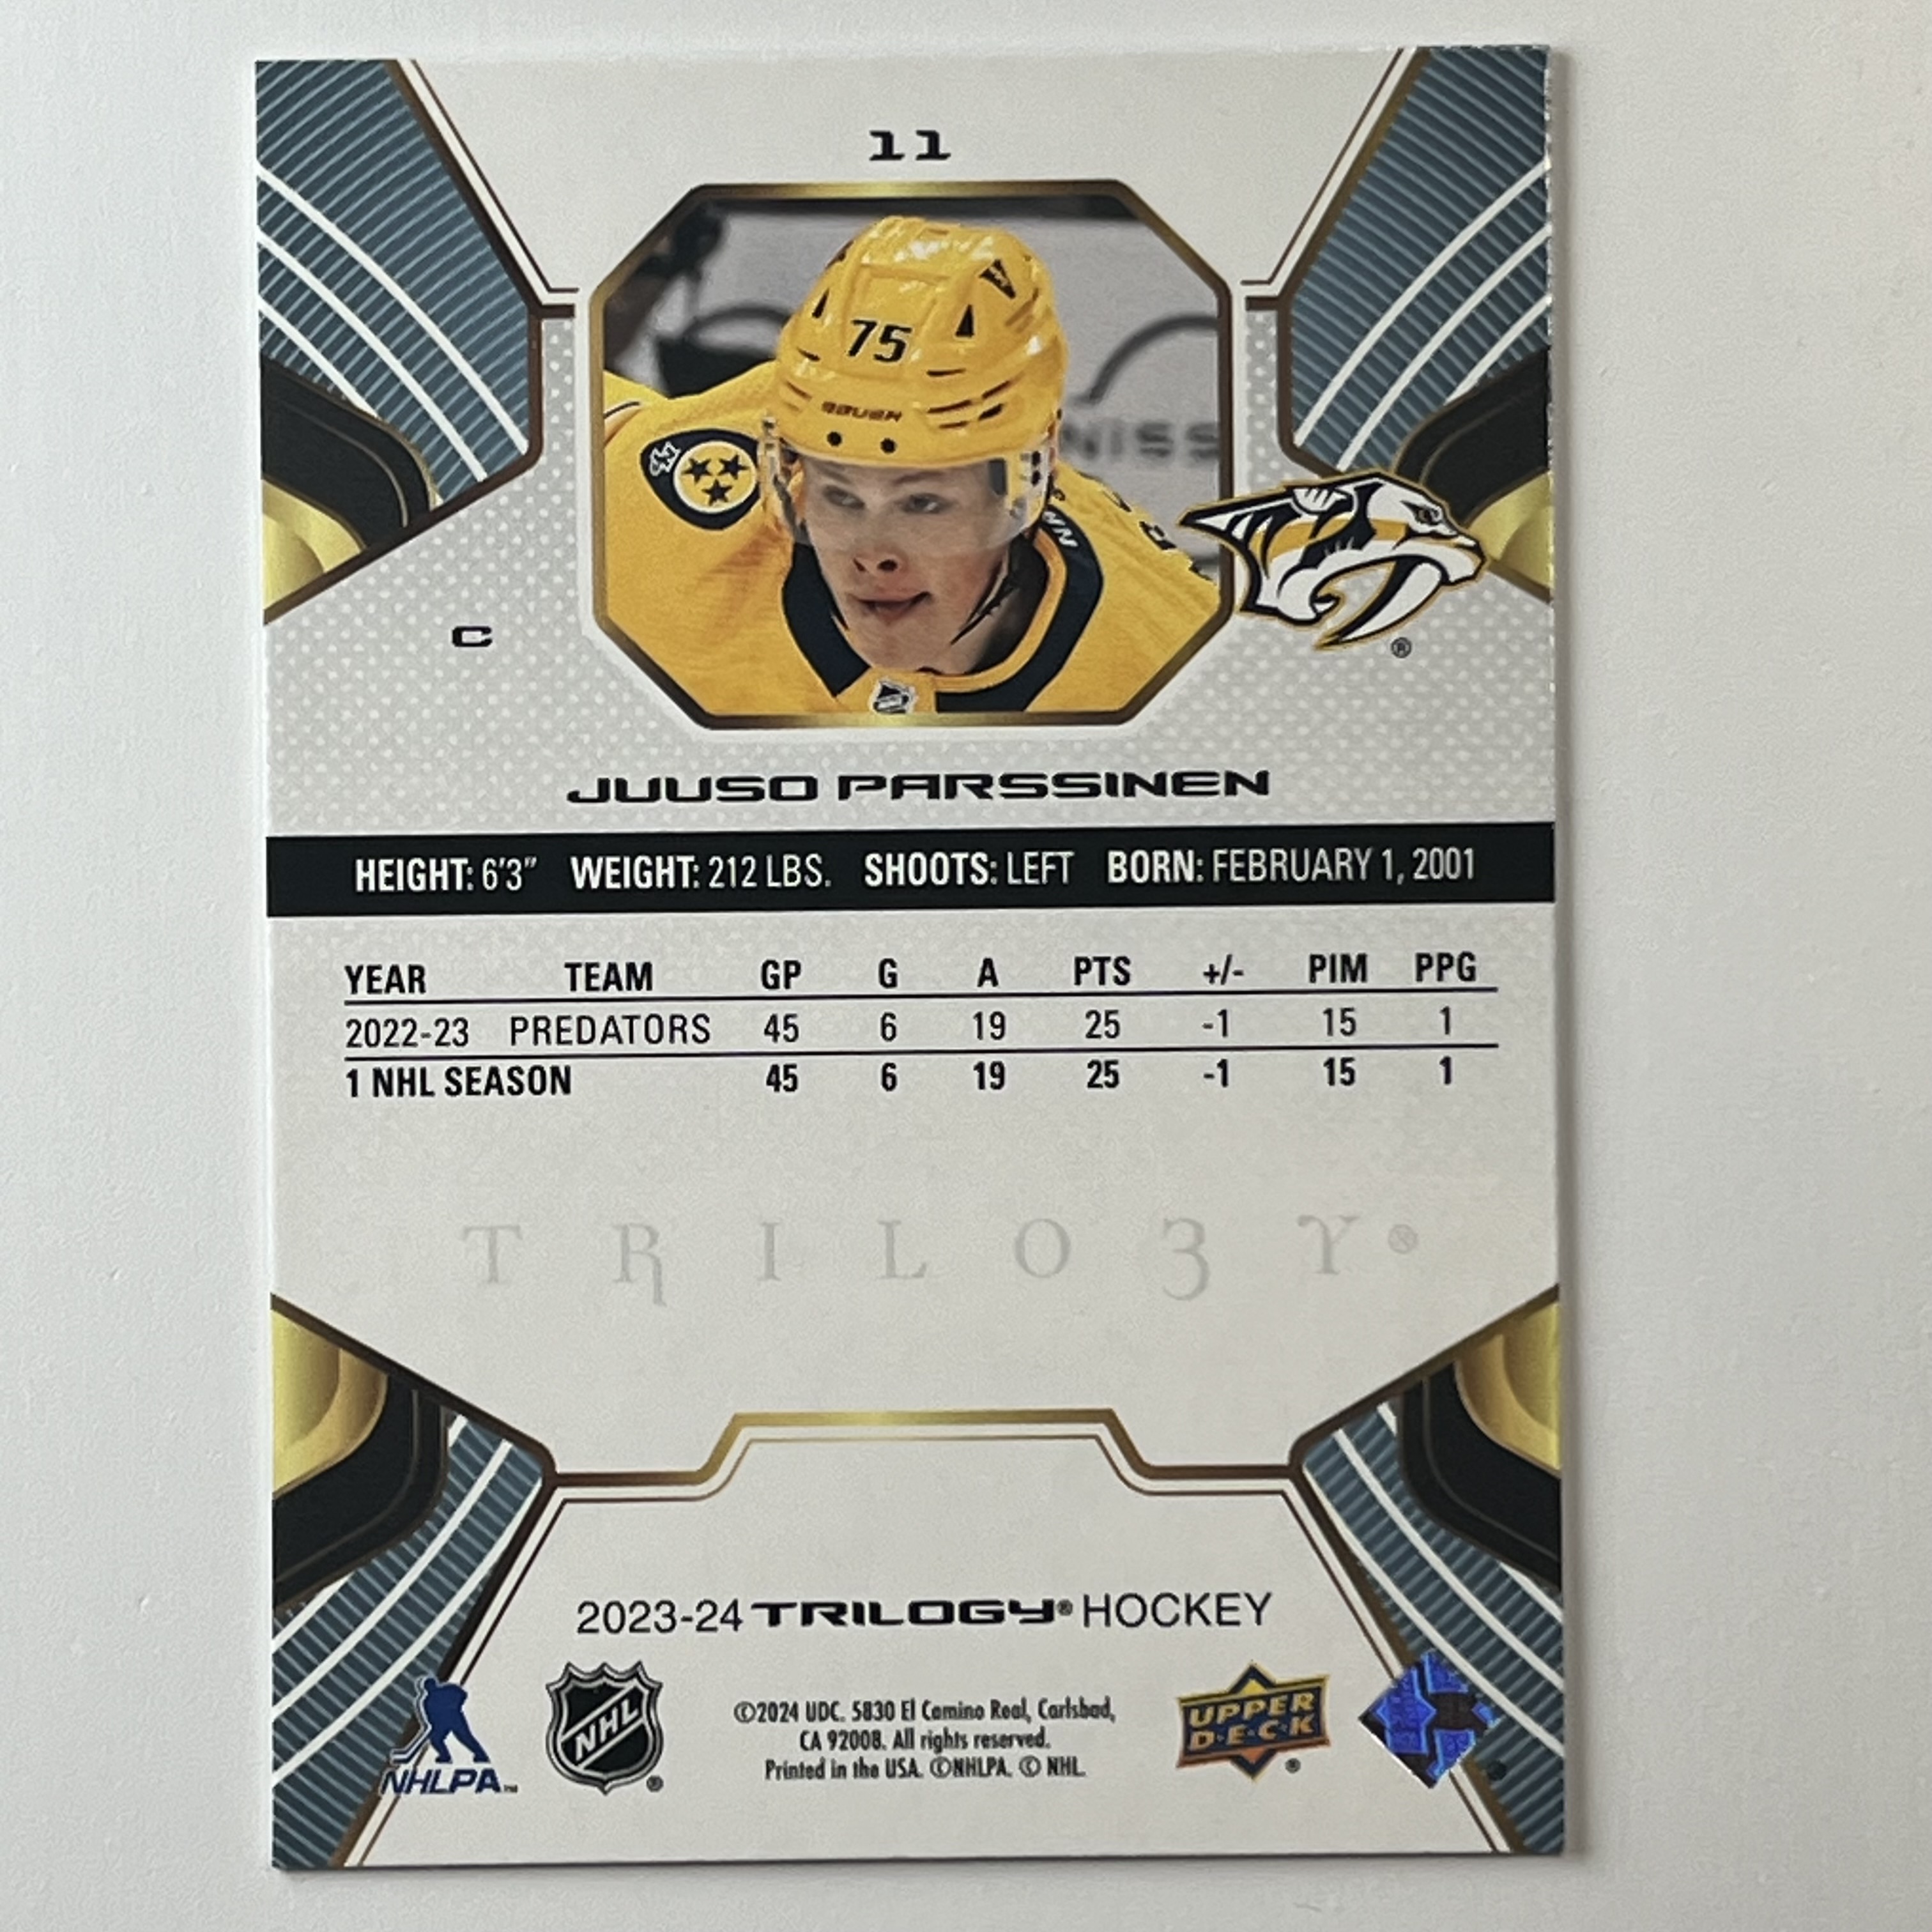 11
75
BAUER
NISS
C
®
JUUSO PARSSINEN
HEIGHT: 6'3" WEIGHT: 212 LBS. SHOOTS: LEFT BORN: FEBRUARY 1, 2001
YEAR TEAM GP G A PTS +/- PIM PPG
2022-23 PREDATORS 45 6 19 25 -1 15 1
1 NHL SEASON 45 6 19 25 -1 15 1
TRILO3Y®
2023-24 TRILOGY® HOCKEY
NHLPA™
NHL ®
©2024 UDC. 5830 El Camino Real, Carlsbad,
CA 92008. All rights reserved.
Printed in the USA. ©NHLPA. © NHL.
UPPER
D·E·C·K ®